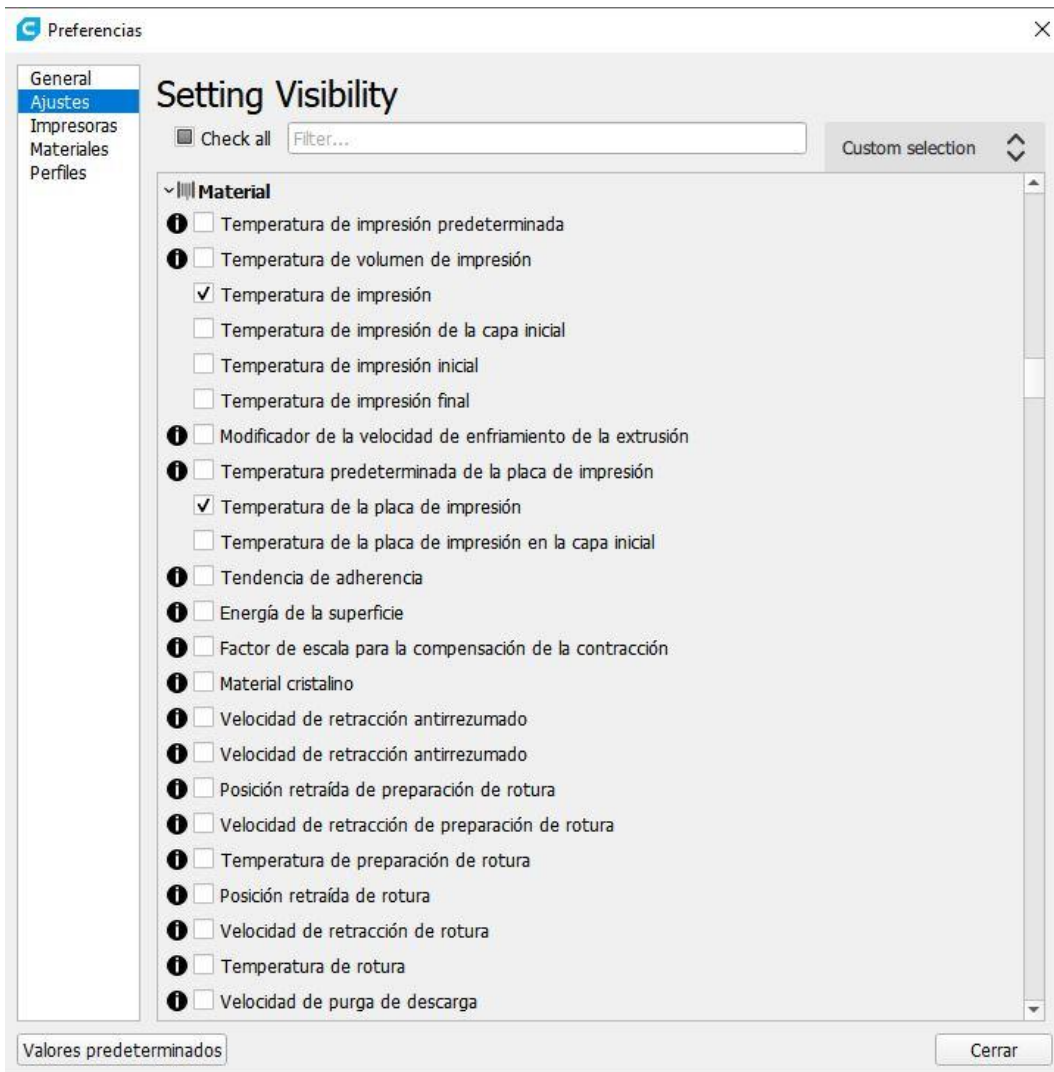 Preferencias
General
Ajustes
Impresoras
Materiales
Perfiles
Setting Visibility
Check all
Filter...
Custom selection
Material
Temperatura de impresión predeterminada
Temperatura de volumen de impresión
Temperatura de impresión
Temperatura de impresión de la capa inicial
Temperatura de impresión inicial
Temperatura de impresión final
Modificador de la velocidad de enfriamiento de la extrusión
Temperatura predeterminada de la placa de impresión
Temperatura de la placa de impresión
Temperatura de la placa de impresión en la capa inicial
Tendencia de adherencia
Energía de la superficie
Factor de escala para la compensación de la contracción
Material cristalino
Velocidad de retracción antirrezumado
Velocidad de retracción antirrezumado
Posición retraída de preparación de rotura
Velocidad de retracción de preparación de rotura
Temperatura de preparación de rotura
Posición retraída de rotura
Velocidad de retracción de rotura
Temperatura de rotura
Velocidad de purga de descarga
Valores predeterminados
Cerrar